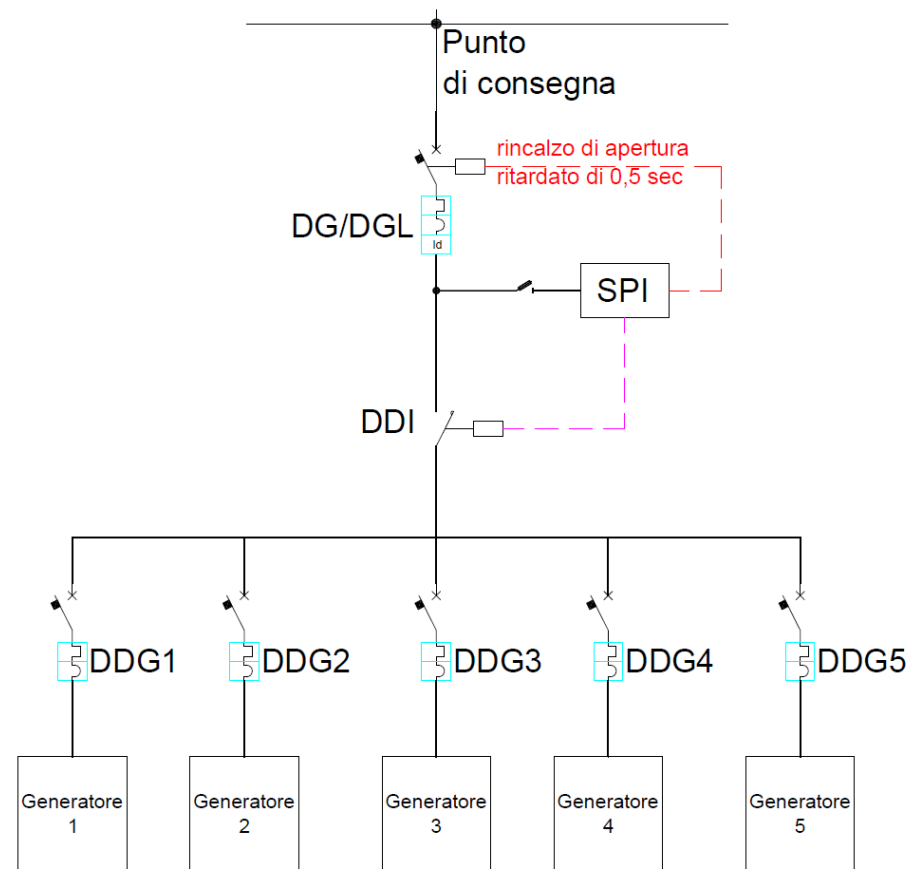 Punto
di consegna
rincalzo di apertura
ritardato di 0,5 sec
DG/DGL
Id
SPI
DDI
DDG1
DDG2
DDG3
DDG4
DDG5
Generatore
1
Generatore
2
Generatore
3
Generatore
4
Generatore
5